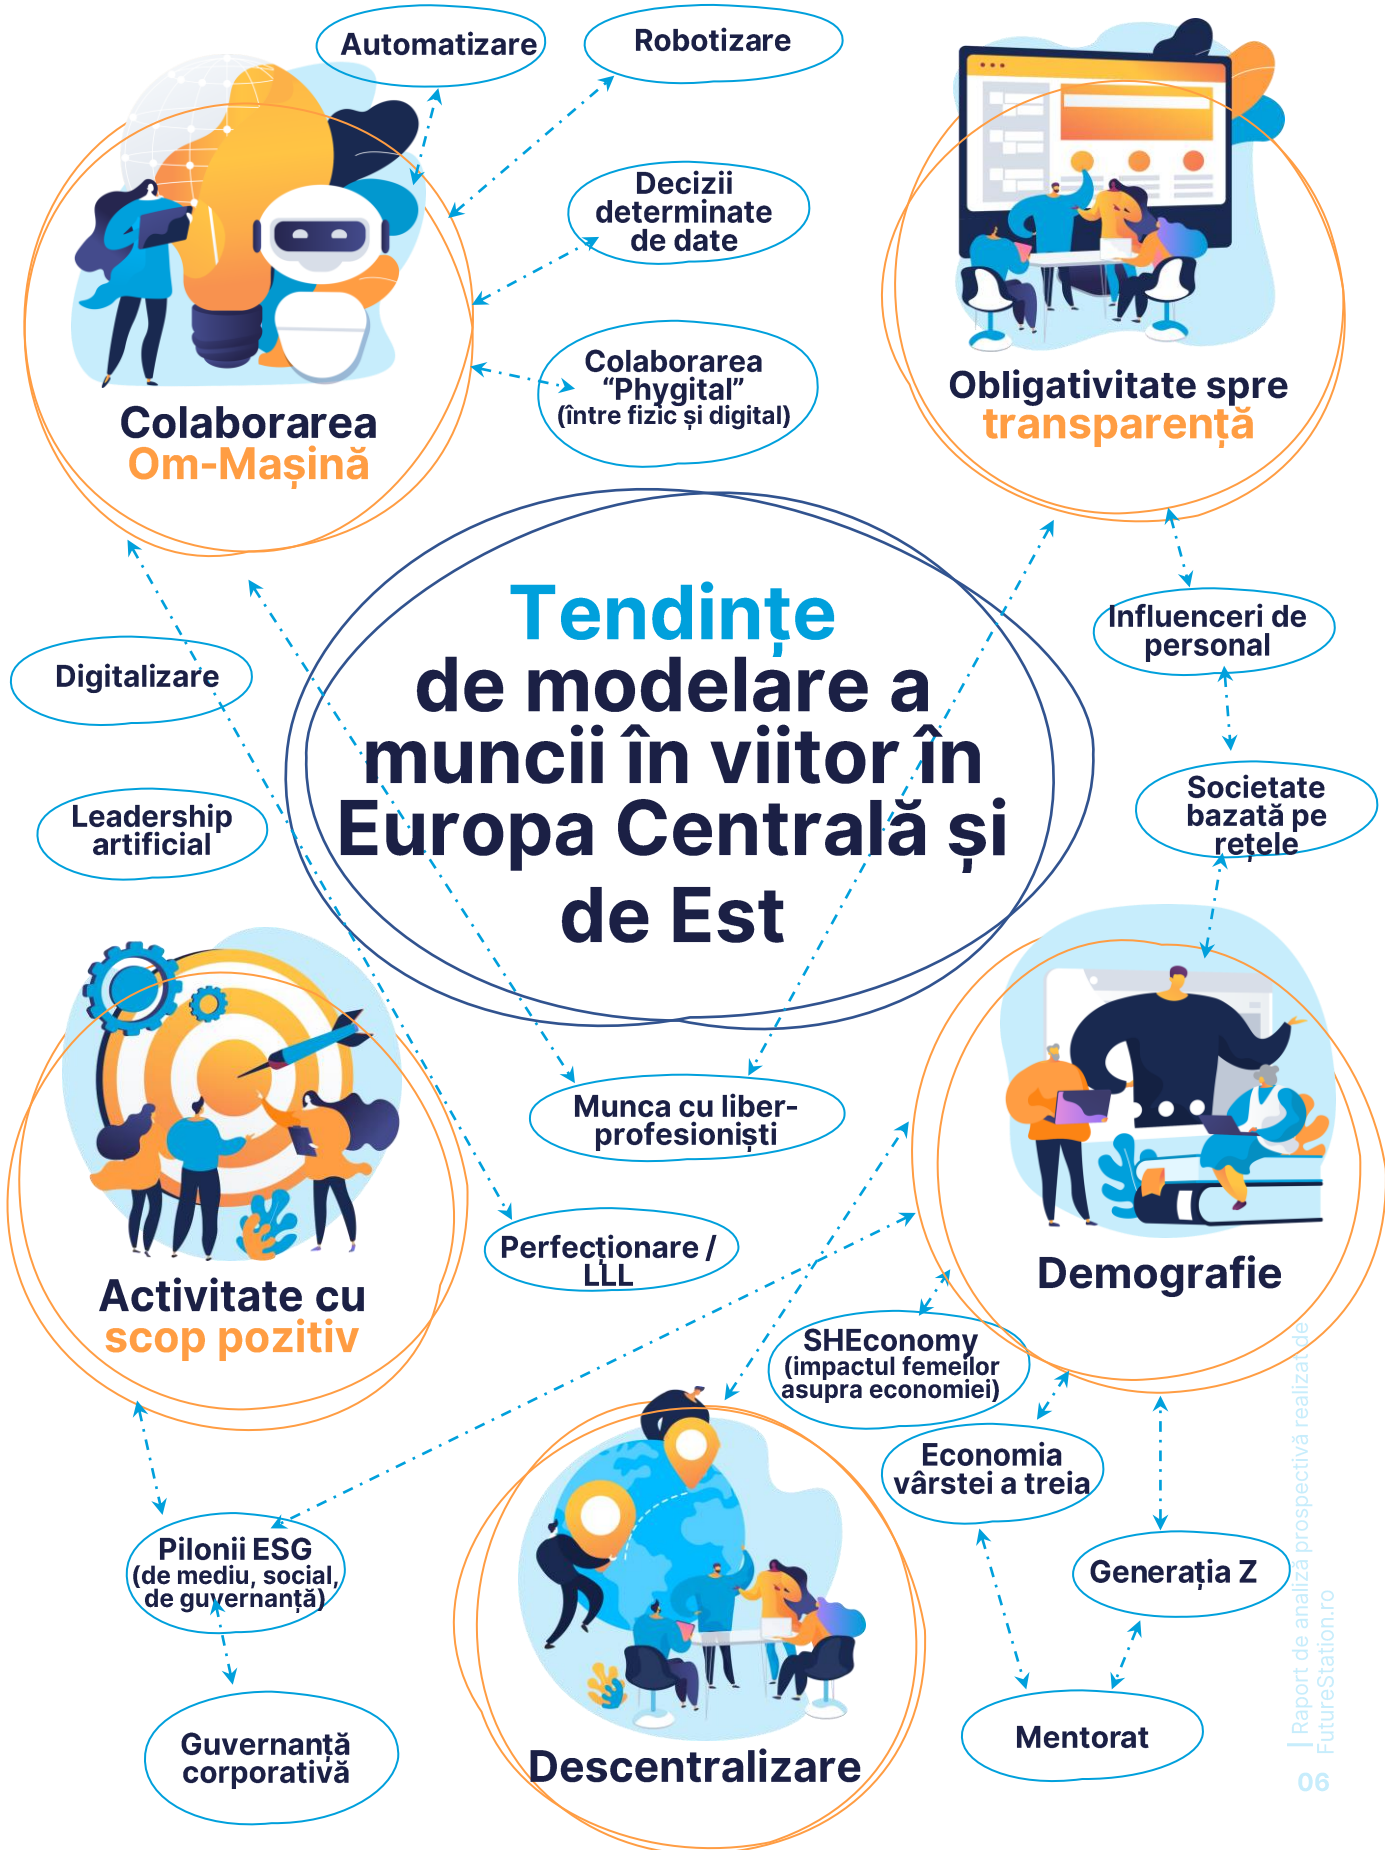 Automatizare
Robotizare
Decizii
determinate
de date
Colaborarea
“Phygital”
(între fizic și digital)
Colaborarea
Om-Mașină
Obligativitate spre
transparență
Tendințe
de modelare a
muncii în viitor în
Europa Centrală și
de Est
Influenceri de
personal
Digitalizare
Societate
bazată pe
rețele
Leadership
artificial
Munca cu liber-
profesioniști
Perfecționare /
LLL
Activitate cu
scop pozitiv
Demografie
SHEconomy
(impactul femeilor
asupra economiei)
Economia
vârstei a treia
Pilonii ESG
(de mediu, social,
de guvernanță)
Generația Z
Guvernanță
corporativă
Descentralizare
Mentorat
| Raport de analiză prospectivă realizat de
FutureStation.ro
06